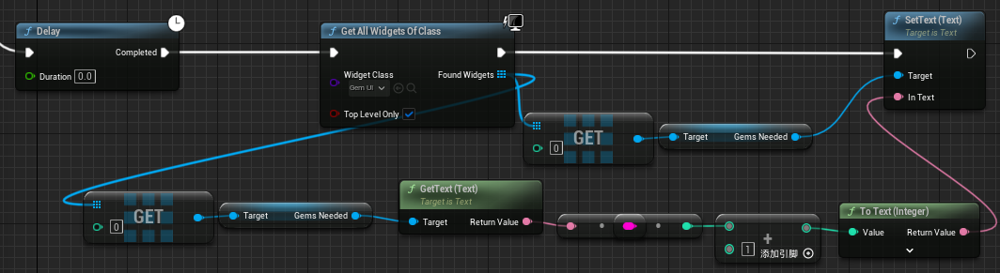 Delay
Completed
Duration 0.0
Get All Widgets Of Class
Widget Class
Gem UI
Found Widgets
Top Level Only
SetText (Text)
Target is Text
Target
In Text
GET
0
Target Gems Needed
GET
0
Target Gems Needed
GetText (Text)
Target is Text
Target Return Value
+
1 添加引脚
To Text (Integer)
Value Return Value